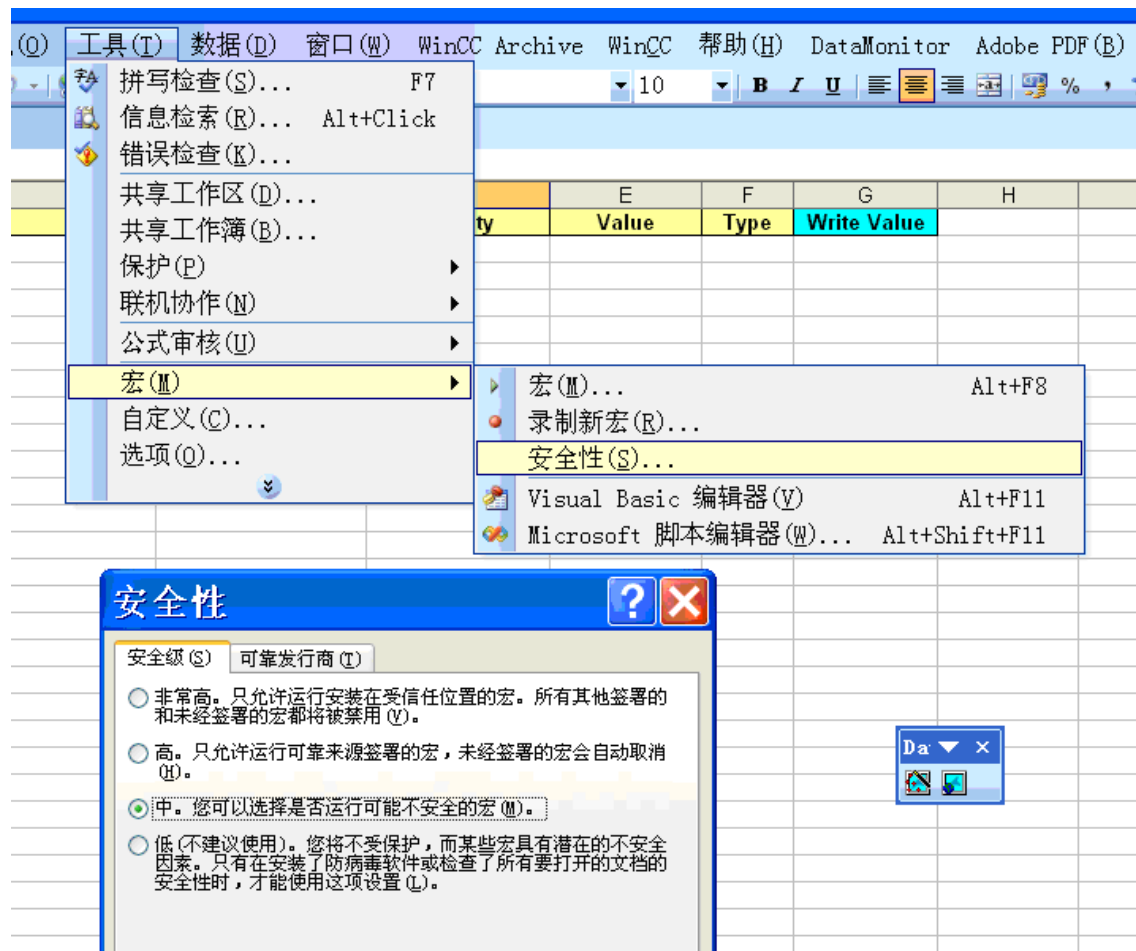 (O) 工具(T) 数据(D) 窗口(W) WinCC Archive WinCC 帮助(H) DataMonitor Adobe PDF(B)
10 B I U % ,
拼写检查(S)... F7
信息检索(R)... Alt+Click
错误检查(K)...
共享工作区(D)...
共享工作簿(B)...
保护(P)
联机协作(N)
公式审核(U)
宏(M)
自定义(C)...
选项(O)...
E F G H
ty Value Type Write Value
宏(M)... Alt+F8
录制新宏(R)...
安全性(S)...
Visual Basic 编辑器(V) Alt+F11
Microsoft 脚本编辑器(W)... Alt+Shift+F11
安全性
安全级(S) 可靠发行商(T)
非常高。只允许运行安装在受信任位置的宏。所有其他签署的
和未经签署的宏都将被禁用(V)。
高。只允许运行可靠来源签署的宏，未经签署的宏会自动取消
(H)。
中。您可以选择是否运行可能不安全的宏(M)。
低(不建议使用)。您将不受保护，而某些宏具有潜在的不安全
因素。只有在安装了防病毒软件或检查了所有要打开的文档的
安全性时，才能使用这项设置(L)。
Da